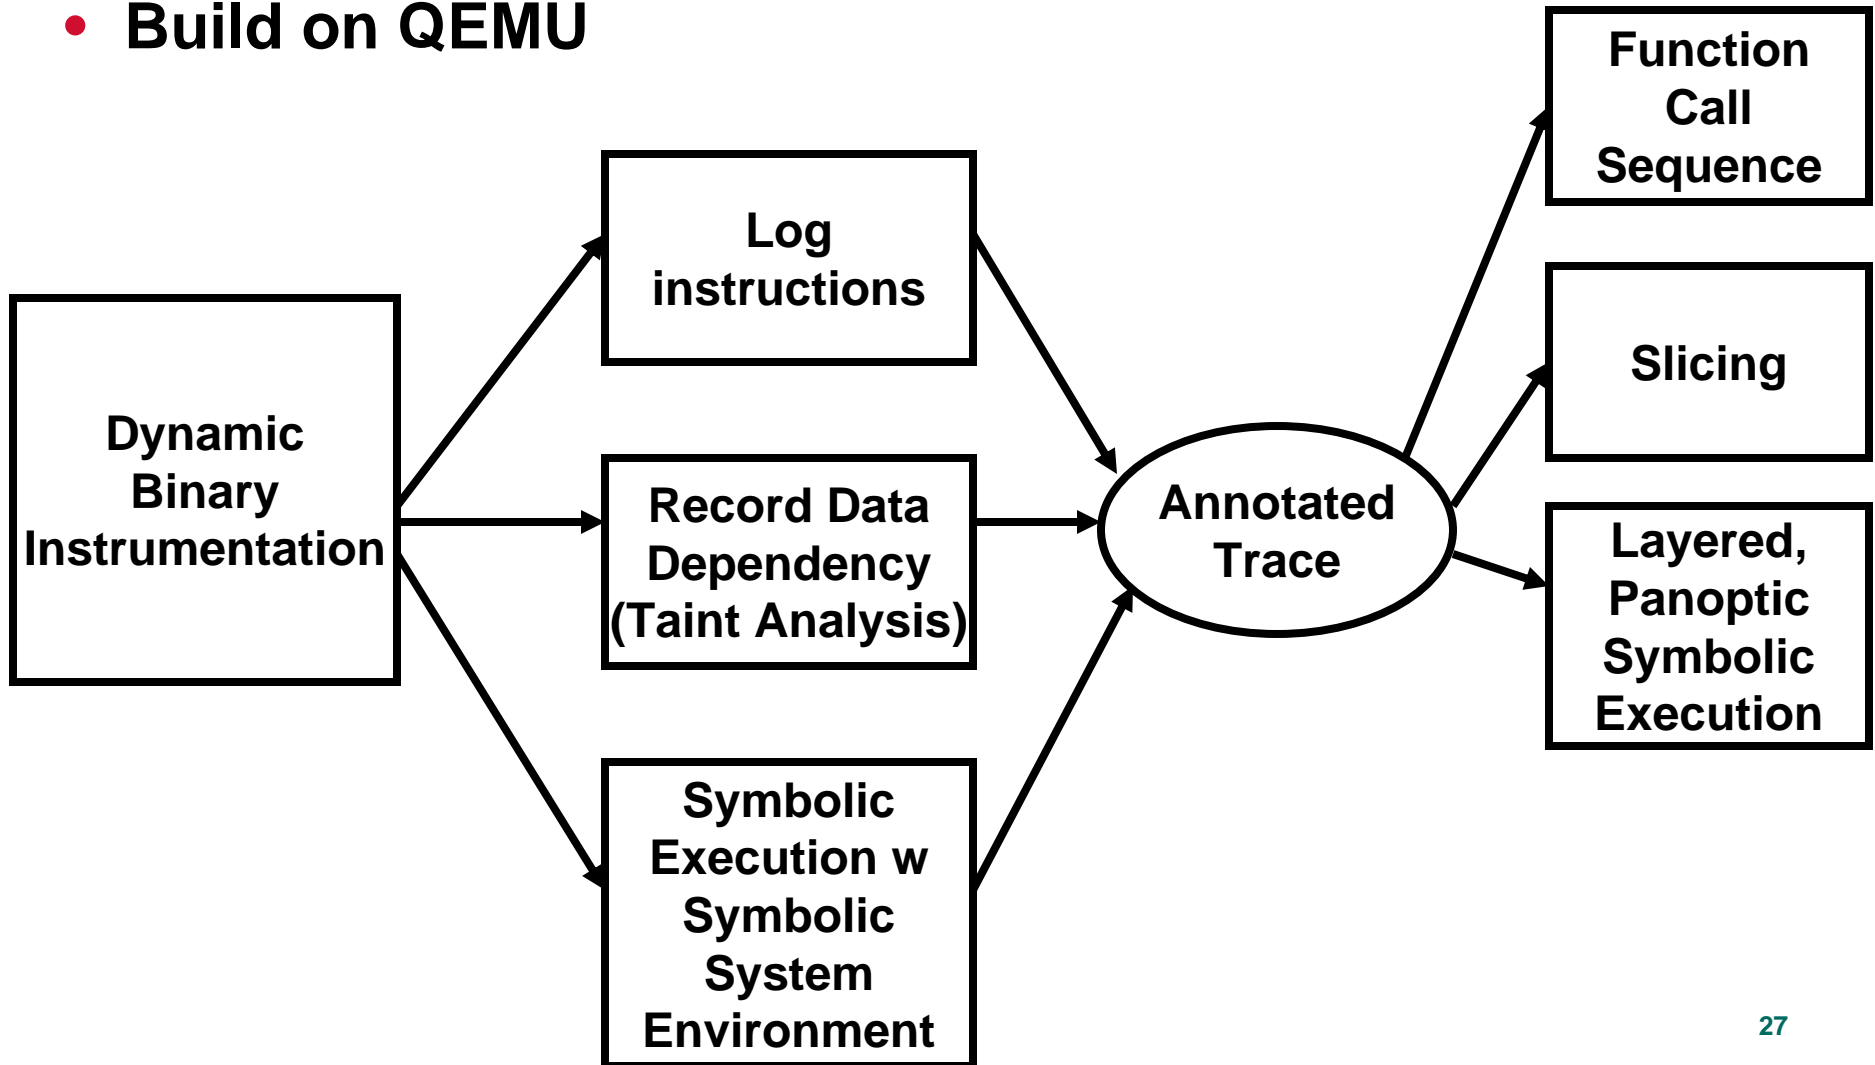 • Build on QEMU
Function
Call
Sequence
Log
instructions
Slicing
Dynamic
Binary
Instrumentation
Record Data
Dependency
(Taint Analysis)
Annotated
Trace
Layered,
Panoptic
Symbolic
Execution
Symbolic
Execution w
Symbolic
System
Environment
27